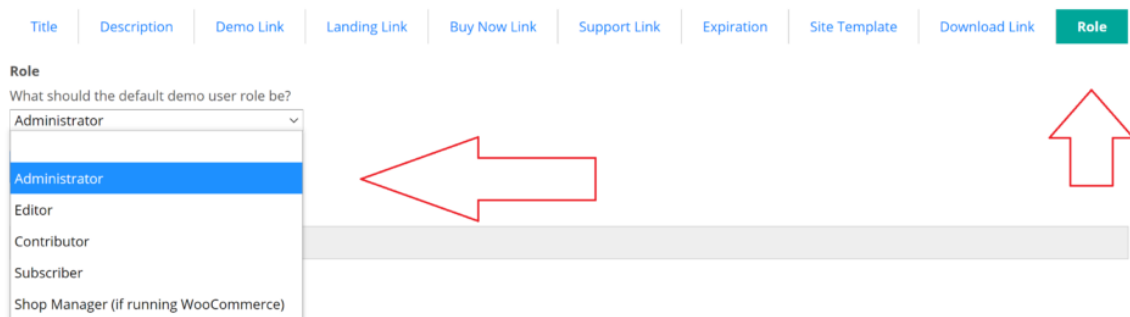 Title Description Demo Link Landing Link Buy Now Link Support Link Expiration Site Template Download Link Role
Role
What should the default demo user role be?
Administrator
Administrator
Editor
Contributor
Subscriber
Shop Manager (if running WooCommerce)